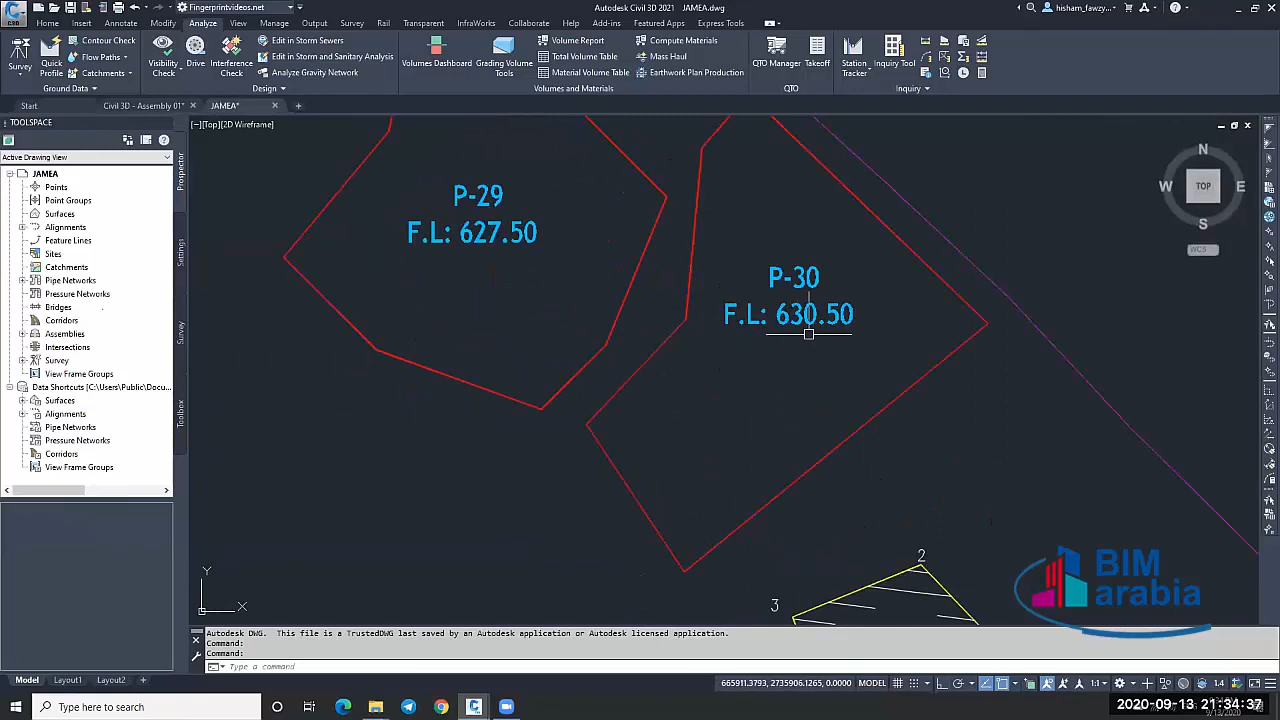 Fingerprintvideos.net
Autodesk Civil 3D 2021 JAMEA.dwg
hisham_fawzy...
Home Insert Annotate Modify Analyze View Manage Output Survey Rail Transparent InfraWorks Collaborate Help Add-ins Featured Apps Express Tools
Survey
Quick Profile
Contour Check
Flow Paths
Catchments
Ground Data
Visibility Check
Drive
Interference Check
Edit in Storm Sewers
Edit in Storm and Sanitary Analysis
Analyze Gravity Network
Design
Volumes Dashboard
Grading Volume Tools
Volume Report
Total Volume Table
Material Volume Table
Compute Materials
Mass Haul
Earthwork Plan Production
Volumes and Materials
QTO Manager
Takeoff
QTO
Station Tracker
Inquiry Tool
Inquiry
Start
Civil 3D - Assembly 01*
JAMEA*
TOOLSPACE
Active Drawing View
JAMEA
Points
Point Groups
Surfaces
Alignments
Feature Lines
Sites
Catchments
Pipe Networks
Pressure Networks
Bridges
Corridors
Assemblies
Intersections
Survey
View Frame Groups
Data Shortcuts [C:\Users\Public\Docu...
Surfaces
Alignments
Pipe Networks
Pressure Networks
Corridors
View Frame Groups
Prospector
Settings
Survey
Toolbox
[−][Top][2D Wireframe]
P-29
F.L: 627.50
P-30
F.L: 630.50
N
W TOP E
S
WCS
2
3
Y
X
BIM
arabia
Autodesk DWG. This file is a TrustedDWG last saved by an Autodesk application or Autodesk licensed application.
Command:
Command:
Type a command
Model Layout1 Layout2
665911.3793, 2735906.1265, 0.0000 MODEL
1:1
1.4
Type here to search
2020-09-13 21:34:37